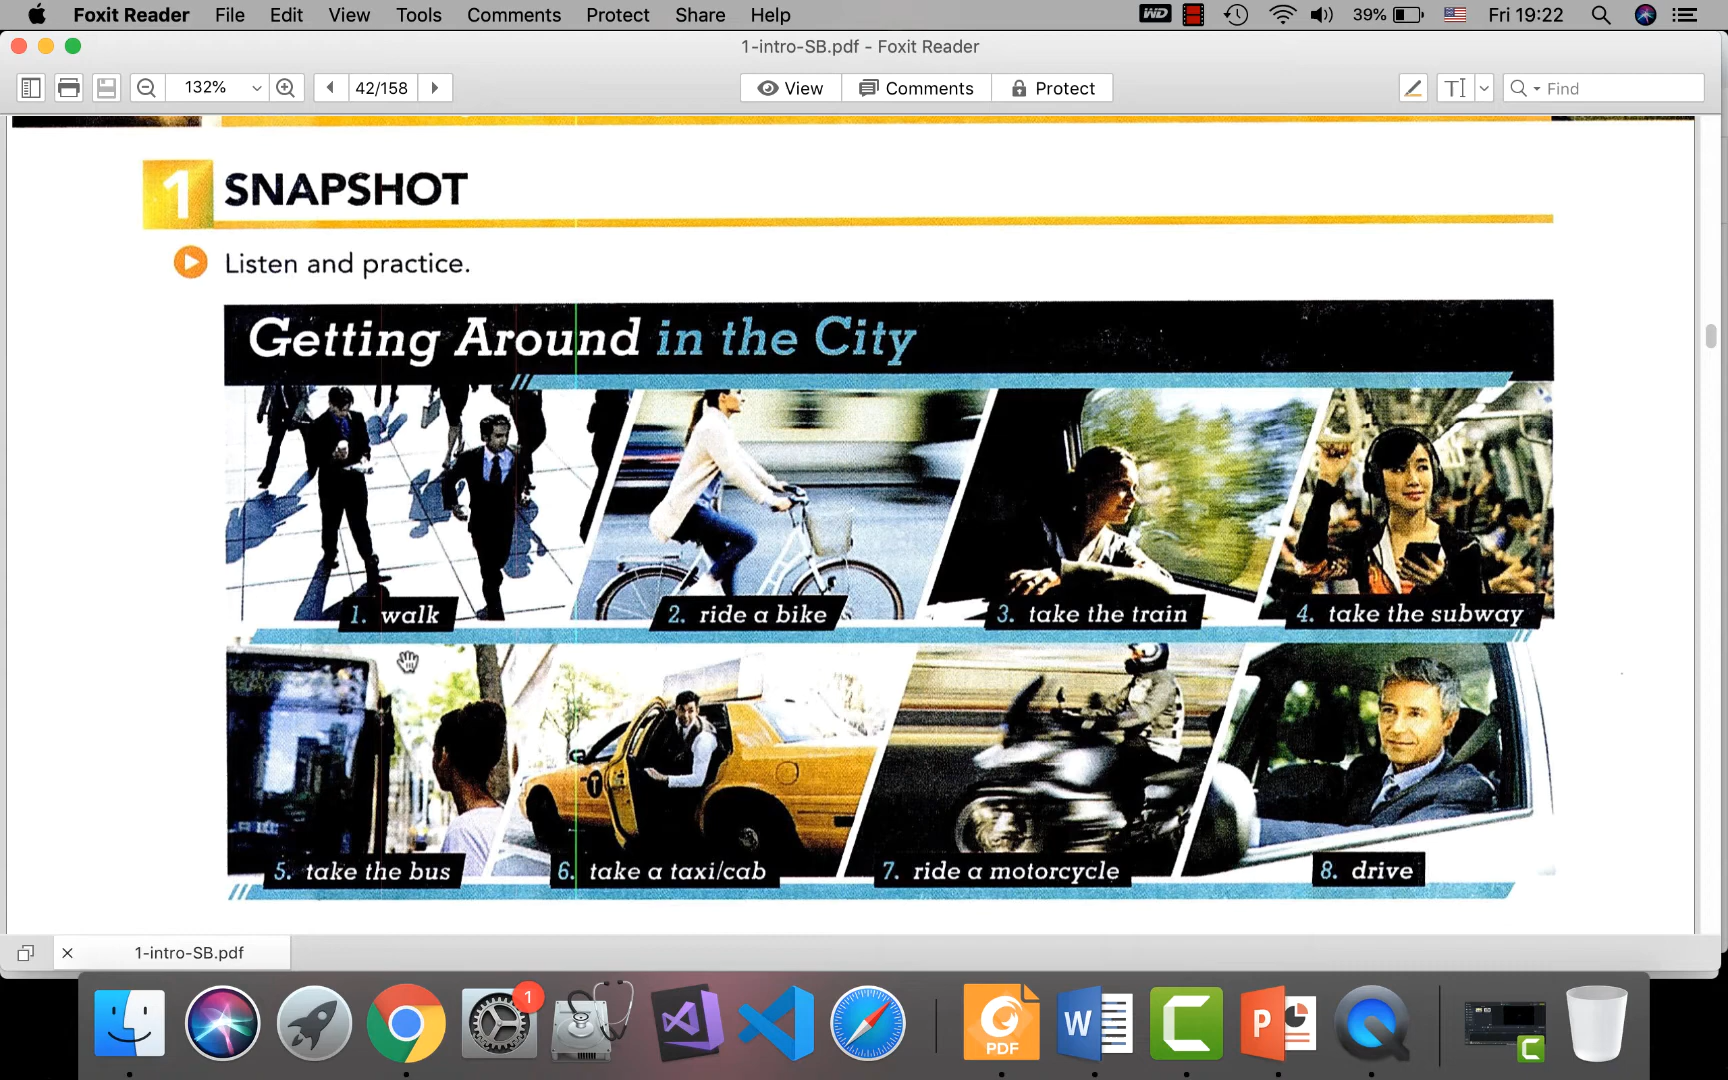 Foxit Reader File Edit View Tools Comments Protect Share Help WD 39% Fri 19:22
1-intro-SB.pdf - Foxit Reader
132% 42/158 View Comments Protect Find
1 SNAPSHOT
Listen and practice.
Getting Around in the City
1. walk 2. ride a bike 3. take the train 4. take the subway
5. take the bus 6. take a taxi/cab 7. ride a motorcycle 8. drive
1-intro-SB.pdf
1
PDF W C P
C